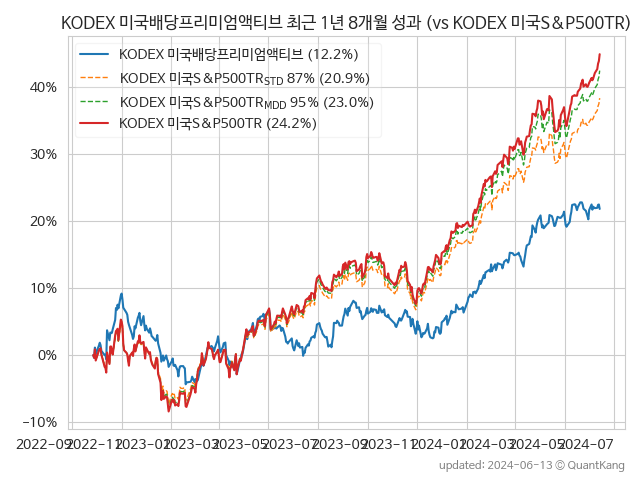 KODEX 미국배당프리미엄액티브 최근 1년 8개월 성과 (vs KODEX 미국S&P500TR)
KODEX 미국배당프리미엄액티브 (12.2%)
KODEX 미국S&P500TR_STD 87% (20.9%)
KODEX 미국S&P500TR_MDD 95% (23.0%)
KODEX 미국S&P500TR (24.2%)
40%
30%
20%
10%
0%
−10%
2022-09 2022-11 2023-01 2023-03 2023-05 2023-07 2023-09 2023-11 2024-01 2024-03 2024-05 2024-07
updated: 2024-06-13 © QuantKang